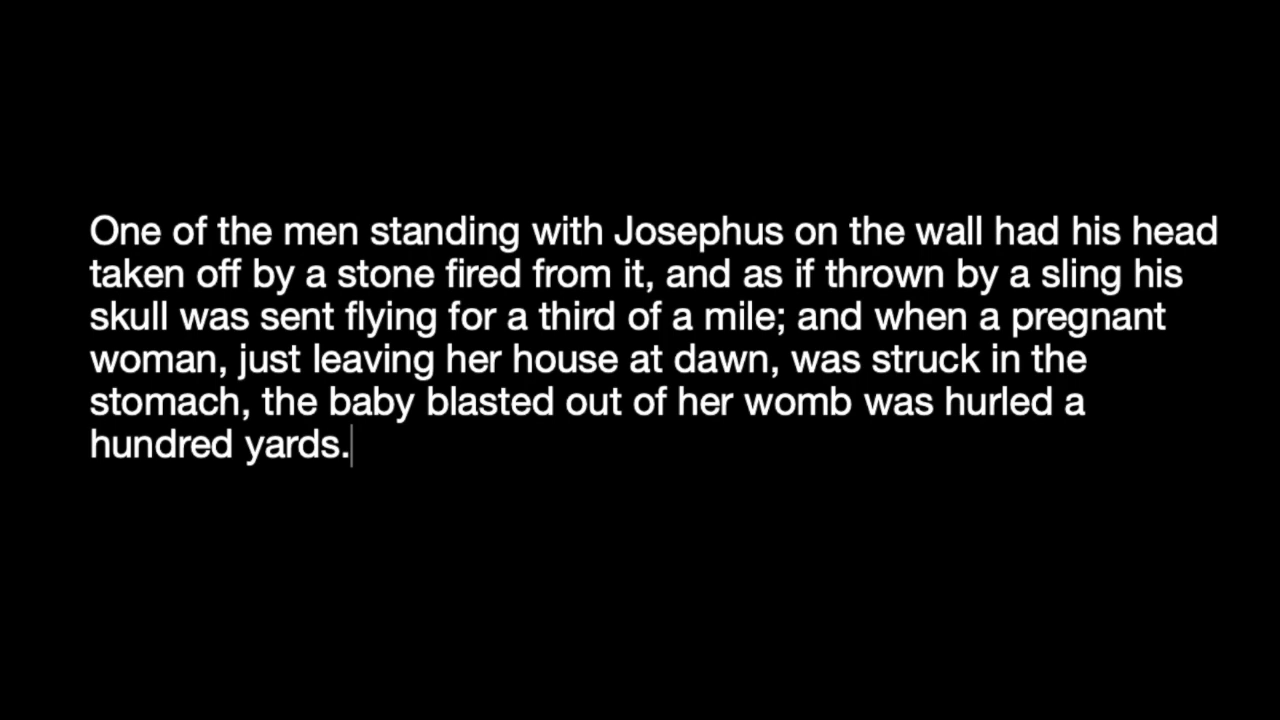 One of the men standing with Josephus on the wall had his head
taken off by a stone fired from it, and as if thrown by a sling his
skull was sent flying for a third of a mile; and when a pregnant
woman, just leaving her house at dawn, was struck in the
stomach, the baby blasted out of her womb was hurled a
hundred yards.